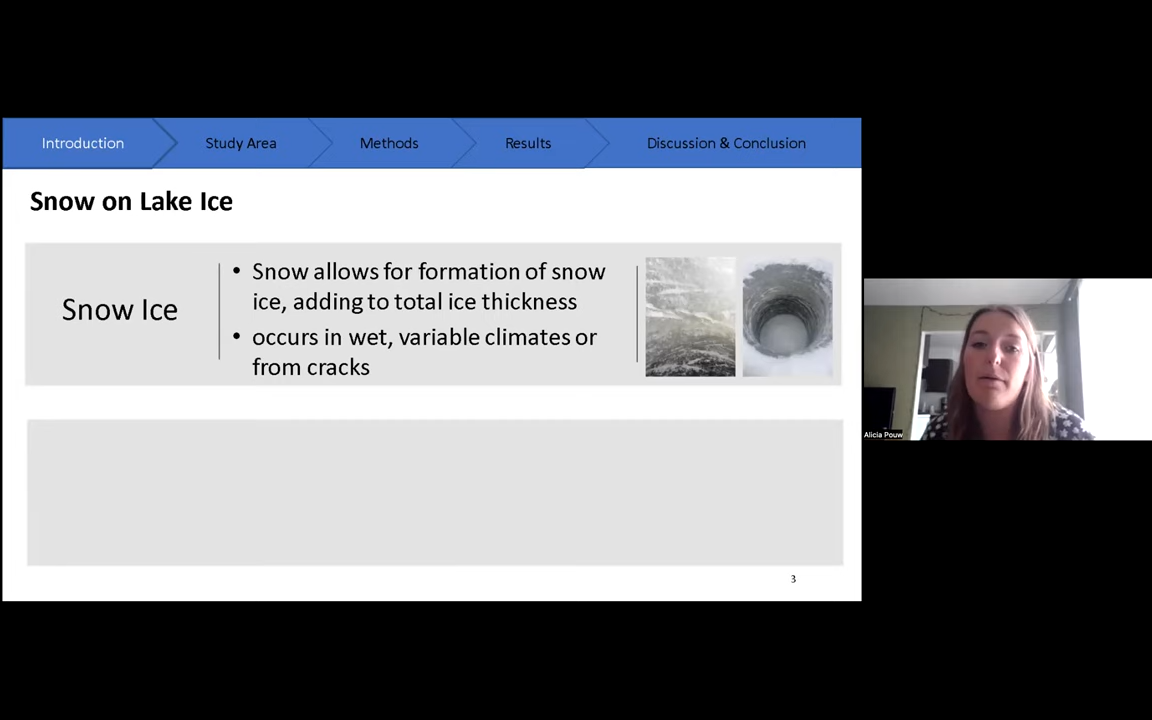 Introduction
Study Area
Methods
Results
Discussion & Conclusion
Snow on Lake Ice
Snow Ice
• Snow allows for formation of snow
ice, adding to total ice thickness
• occurs in wet, variable climates or
from cracks
Alicia Pouw
3